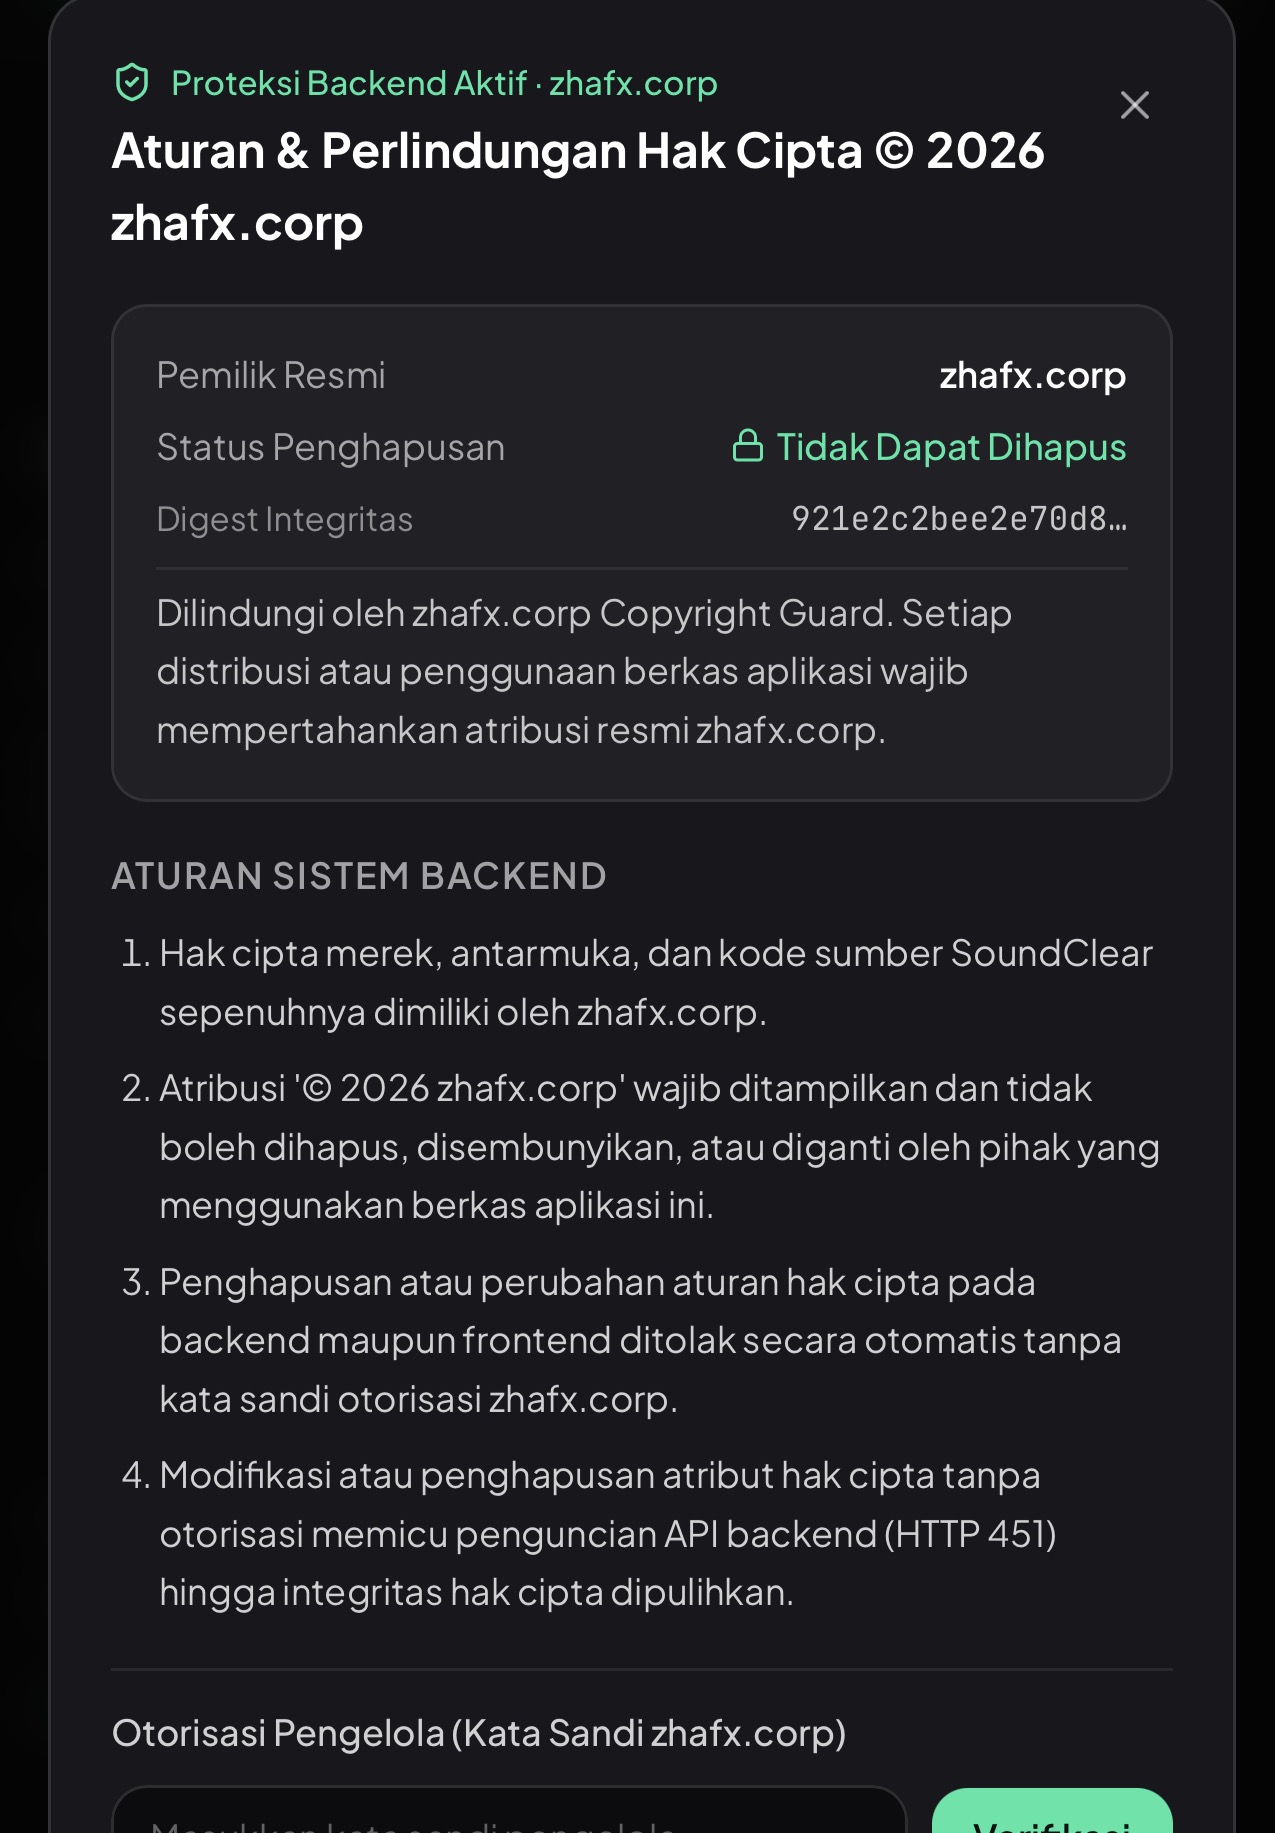 Proteksi Backend Aktif · zhafx.corp
Aturan & Perlindungan Hak Cipta © 2026
zhafx.corp
Pemilik Resmi zhafx.corp
Status Penghapusan Tidak Dapat Dihapus
Digest Integritas 921e2c2bee2e70d8…
Dilindungi oleh zhafx.corp Copyright Guard. Setiap
distribusi atau penggunaan berkas aplikasi wajib
mempertahankan atribusi resmi zhafx.corp.
ATURAN SISTEM BACKEND
1. Hak cipta merek, antarmuka, dan kode sumber SoundClear
sepenuhnya dimiliki oleh zhafx.corp.
2. Atribusi '© 2026 zhafx.corp' wajib ditampilkan dan tidak
boleh dihapus, disembunyikan, atau diganti oleh pihak yang
menggunakan berkas aplikasi ini.
3. Penghapusan atau perubahan aturan hak cipta pada
backend maupun frontend ditolak secara otomatis tanpa
kata sandi otorisasi zhafx.corp.
4. Modifikasi atau penghapusan atribut hak cipta tanpa
otorisasi memicu penguncian API backend (HTTP 451)
hingga integritas hak cipta dipulihkan.
Otorisasi Pengelola (Kata Sandi zhafx.corp)
Masukkan kata sandi pengelola Verifikasi